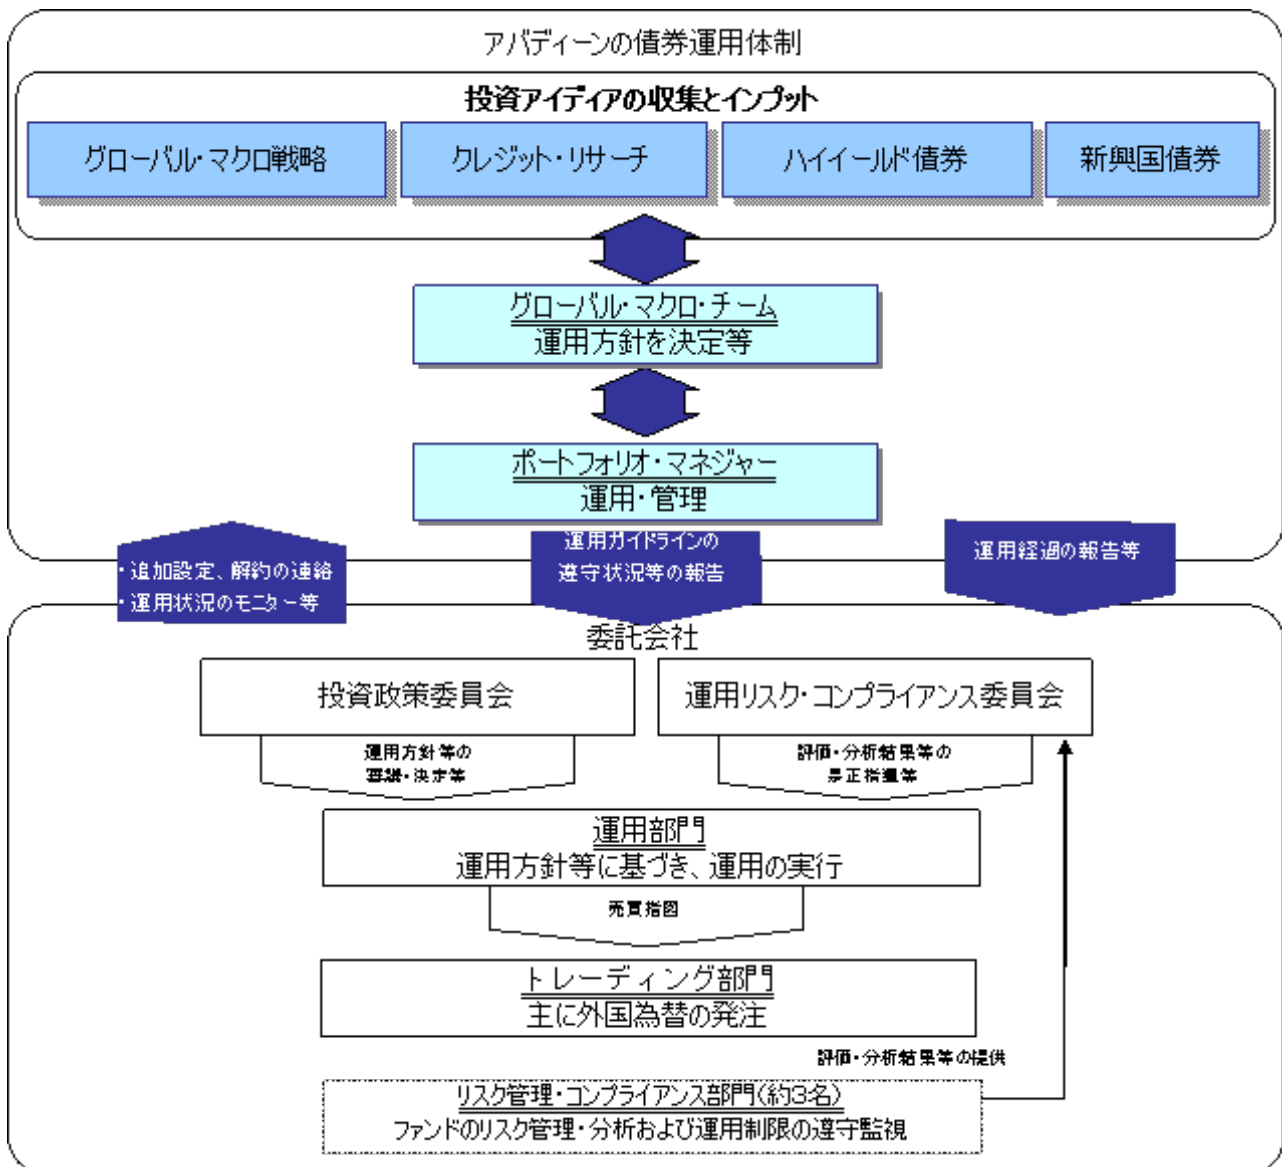 アバディーンの債券運用体制
投資アイディアの収集とインプット
グローバル・マクロ戦略
クレジット・リサーチ
ハイイールド債券
新興国債券
グローバル・マクロ・チーム
運用方針を決定等
ポートフォリオ・マネジャー
運用・管理
・追加設定、解約の連絡
・運用状況のモニター等
運用ガイドラインの
遵守状況等の報告
運用経過の報告等
委託会社
投資政策委員会
運用リスク・コンプライアンス委員会
運用方針等の
審議・決定等
評価・分析結果等の
是正指導等
運用部門
運用方針等に基づき、運用の実行
売買指図
トレーディング部門
主に外国為替の発注
評価・分析結果等の提供
リスク管理・コンプライアンス部門(約3名)
ファンドのリスク管理・分析および運用制限の遵守監視